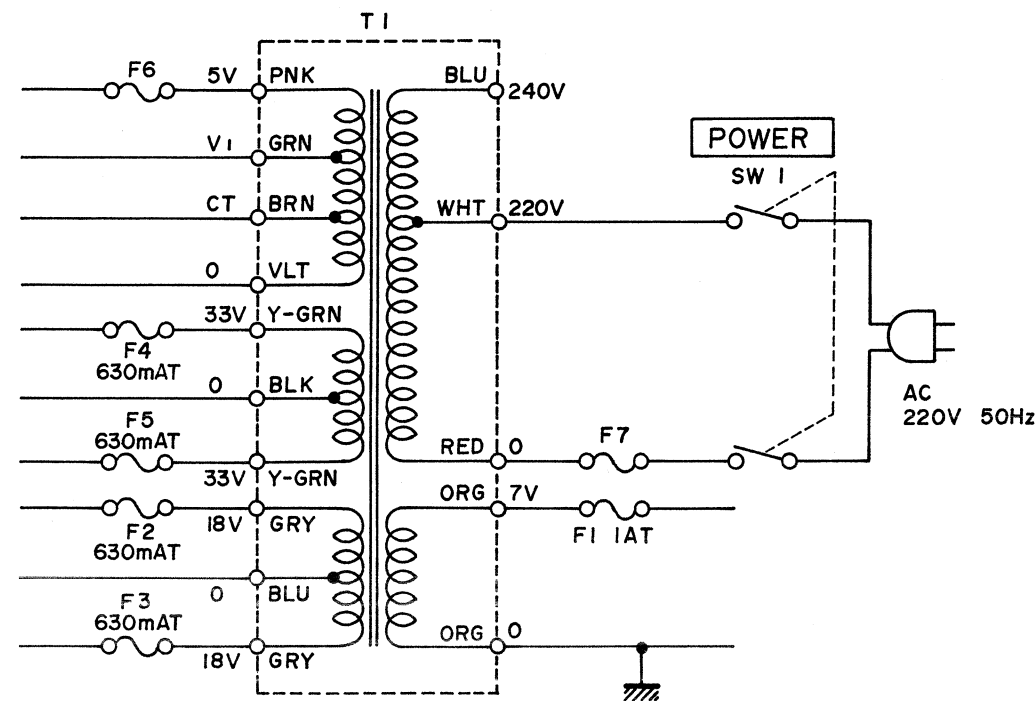 T1
F6 5V PNK
BLU 240V
POWER
SW 1
V1 GRN
CT BRN
WHT 220V
0 VLT
33V Y-GRN
F4
630mAT
0 BLK
AC
220V 50Hz
F5
630mAT
33V Y-GRN
RED 0
F7
ORG 7V
F1 1AT
18V GRY
F2
630mAT
0 BLU
F3
630mAT
18V GRY
ORG 0